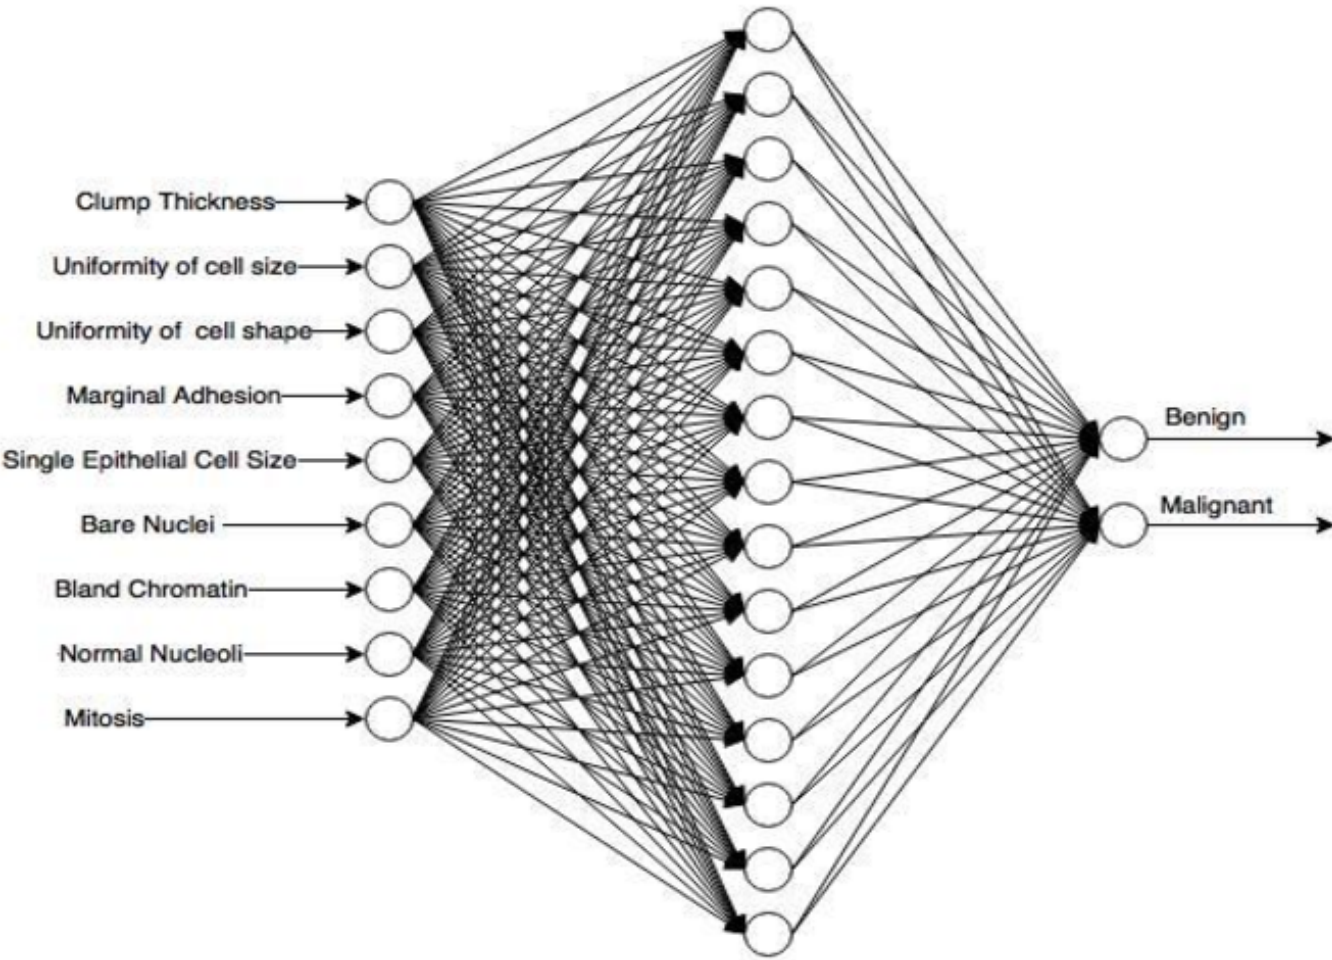 Clump Thickness
Uniformity of cell size
Uniformity of cell shape
Marginal Adhesion
Single Epithelial Cell Size
Bare Nuclei
Bland Chromatin
Normal Nucleoli
Mitosis
Benign
Malignant